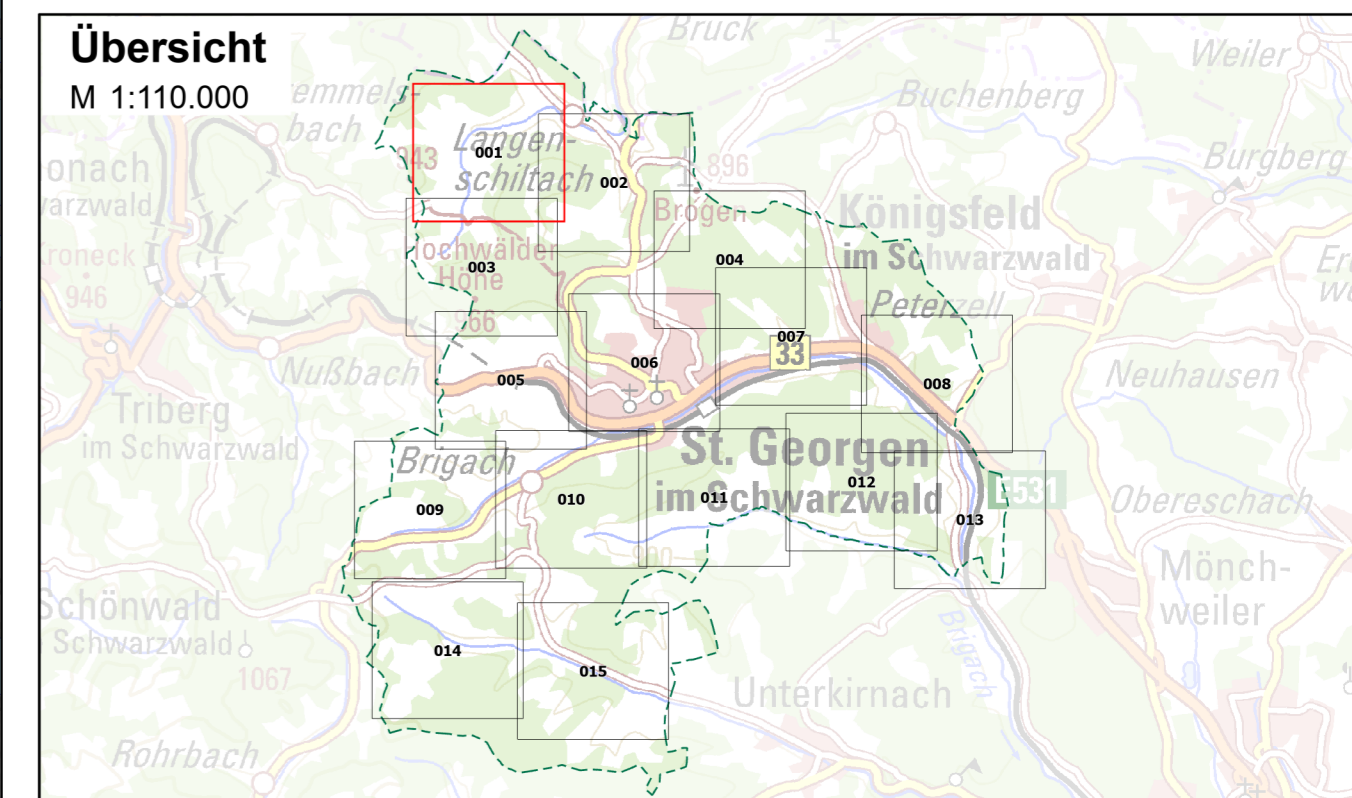 Übersicht
M 1:110.000
Bruck
Weiler
emmels-
bach
Buchenberg
Langen-
schiltach
001
943
002
896
Burgberg
onach
Brogen
Königsfeld
im Schwarzwald
Hochwälder
Höhe
966
003
004
946
Peterzell
007
33
006
008
Nußbach
005
Neuhausen
Triberg
im Schwarzwald
St. Georgen
im Schwarzwald
Brigach
009
010
011
012
E531
013
Obereschach
900
Mönch-
weiler
Schönwald
Schwarzwald
Brigach
014
015
1067
Unterkirnach
Rohrbach